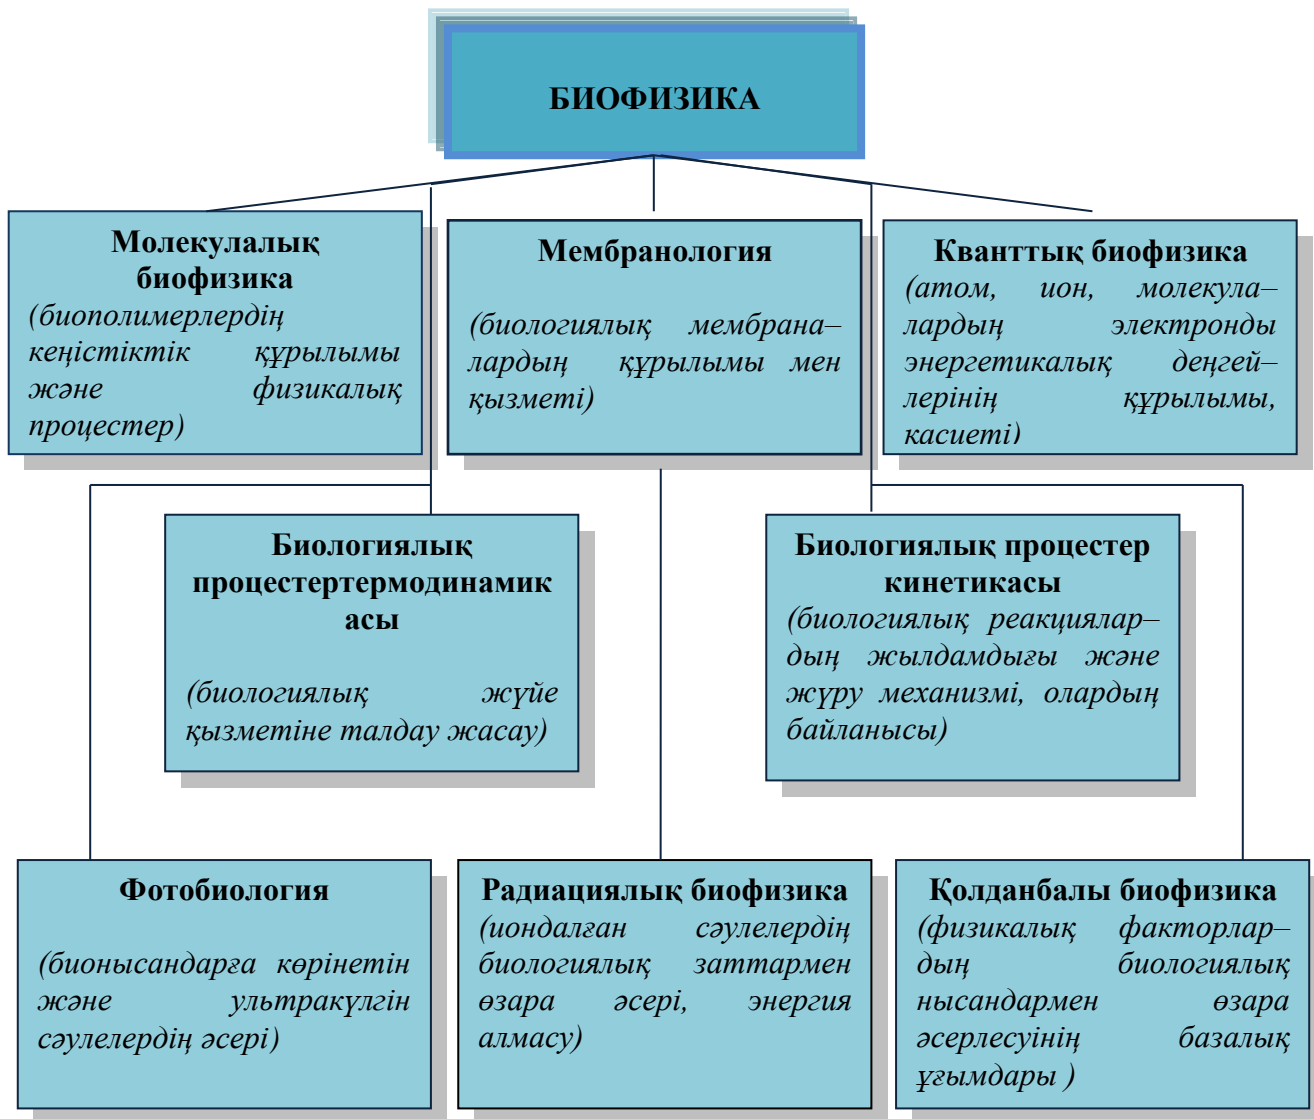 БИОФИЗИКА
Молекулалық
биофизика
(биополимерлердің
кеңістіктік құрылымы
және физикалық
процестер)
Мембранология
(биологиялық мембрана–
лардың құрылымы мен
қызметі)
Кванттық биофизика
(атом, ион, молекула–
лардың электронды
энергетикалық деңгей–
лерінің құрылымы,
касиеті)
Биологиялық
процестертермодинамик
асы
(биологиялық жүйе
қызметіне талдау жасау)
Биологиялық процестер
кинетикасы
(биологиялық реакциялар–
дың жылдамдығы және
жүру механизмі, олардың
байланысы)
Фотобиология
(бионысандарға көрінетін
және ультракүлгін
сәулелердің әсері)
Радиациялық биофизика
(иондалған сәулелердің
биологиялық заттармен
өзара әсері, энергия
алмасу)
Қолданбалы биофизика
(физикалық факторлар–
дың биологиялық
нысандармен өзара
әсерлесуінің базалық
ұғымдары )